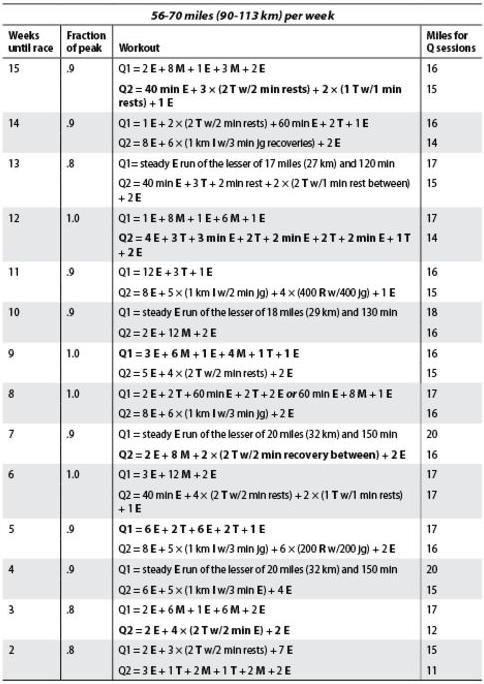 56-70 miles (90-113 km) per week
Weeks until race	Fraction of peak	Workout	Miles for Q sessions
15	.9	Q1 = 2 E + 8 M + 1 E + 3 M + 2 E	16
Q2 = 40 min E + 3 × (2 T w/2 min rests) + 2 × (1 T w/1 min	15
rests) + 1 E
14	.9	Q1 = 1 E + 2 × (2 T w/2 min rests) + 60 min E + 2 T + 1 E	16
Q2 = 8 E + 6 × (1 km I w/3 min jg recoveries) + 2 E	14
13	.8	Q1= steady E run of the lesser of 17 miles (27 km) and 120 min	17
Q2 = 40 min E + 3 T + 2 min rest + 2 × (2 T w/1 min rest between)	15
+ 2 E
12	1.0	Q1 = 1 E + 8 M + 1 E + 6 M + 1 E	17
Q2 = 4 E + 3 T + 3 min E + 2 T + 2 min E + 2 T + 2 min E + 1 T	14
+ 2 E
11	.9	Q1 = 12 E + 3 T + 1 E	16
Q2 = 8 E + 5 × (1 km I w/2 min jg) + 4 × (400 R w/400 jg) + 1 E	15
10	.9	Q1 = steady E run of the lesser of 18 miles (29 km) and 130 min	18
Q2 = 2 E + 12 M + 2 E	16
9	1.0	Q1 = 3 E + 6 M + 1 E + 4 M + 1 T + 1 E	16
Q2 = 5 E + 4 × (2 T w/2 min rests) + 2 E	15
8	1.0	Q1 = 2 E + 2 T + 60 min E + 2 T + 2 E or 60 min E + 8 M + 1 E	17
Q2 = 8 E + 6 × (1 km I w/3 min jg) + 2 E	16
7	.9	Q1 = steady E run of the lesser of 20 miles (32 km) and 150 min	20
Q2 = 2 E + 8 M + 2 × (2 T w/2 min recovery between) + 2 E	16
6	1.0	Q1 = 3 E + 12 M + 2 E	17
Q2 = 40 min E + 4 × (2 T w/2 min rests) + 2 × (1 T w/1 min rests)	17
+ 1 E
5	.9	Q1 = 6 E + 2 T + 6 E + 2 T + 1 E	17
Q2 = 8 E + 5 × (1 km I w/3 min jg) + 6 × (200 R w/200 jg) + 2 E	16
4	.9	Q1 = steady E run of the lesser of 20 miles (32 km) and 150 min	20
Q2 = 6 E + 5 × (1 km I w/3 min E) + 4 E	15
3	.8	Q1 = 2 E + 6 M + 1 E + 6 M + 2 E	17
Q2 = 2 E + 4 × (2 T w/2 min E) + 2 E	12
2	.8	Q1 = 2 E + 3 × (2 T w/2 min rests) + 7 E	15
Q2 = 3 E + 1 T + 2 M + 1 T + 2 M + 2 E	11